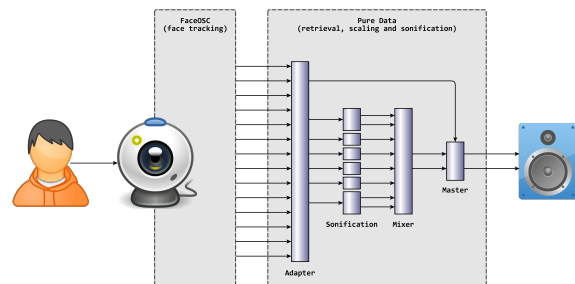 FaceOSC
(face tracking)
Pure Data
(retrieval, scaling and sonification)
Master
Sonification
Mixer
Adapter